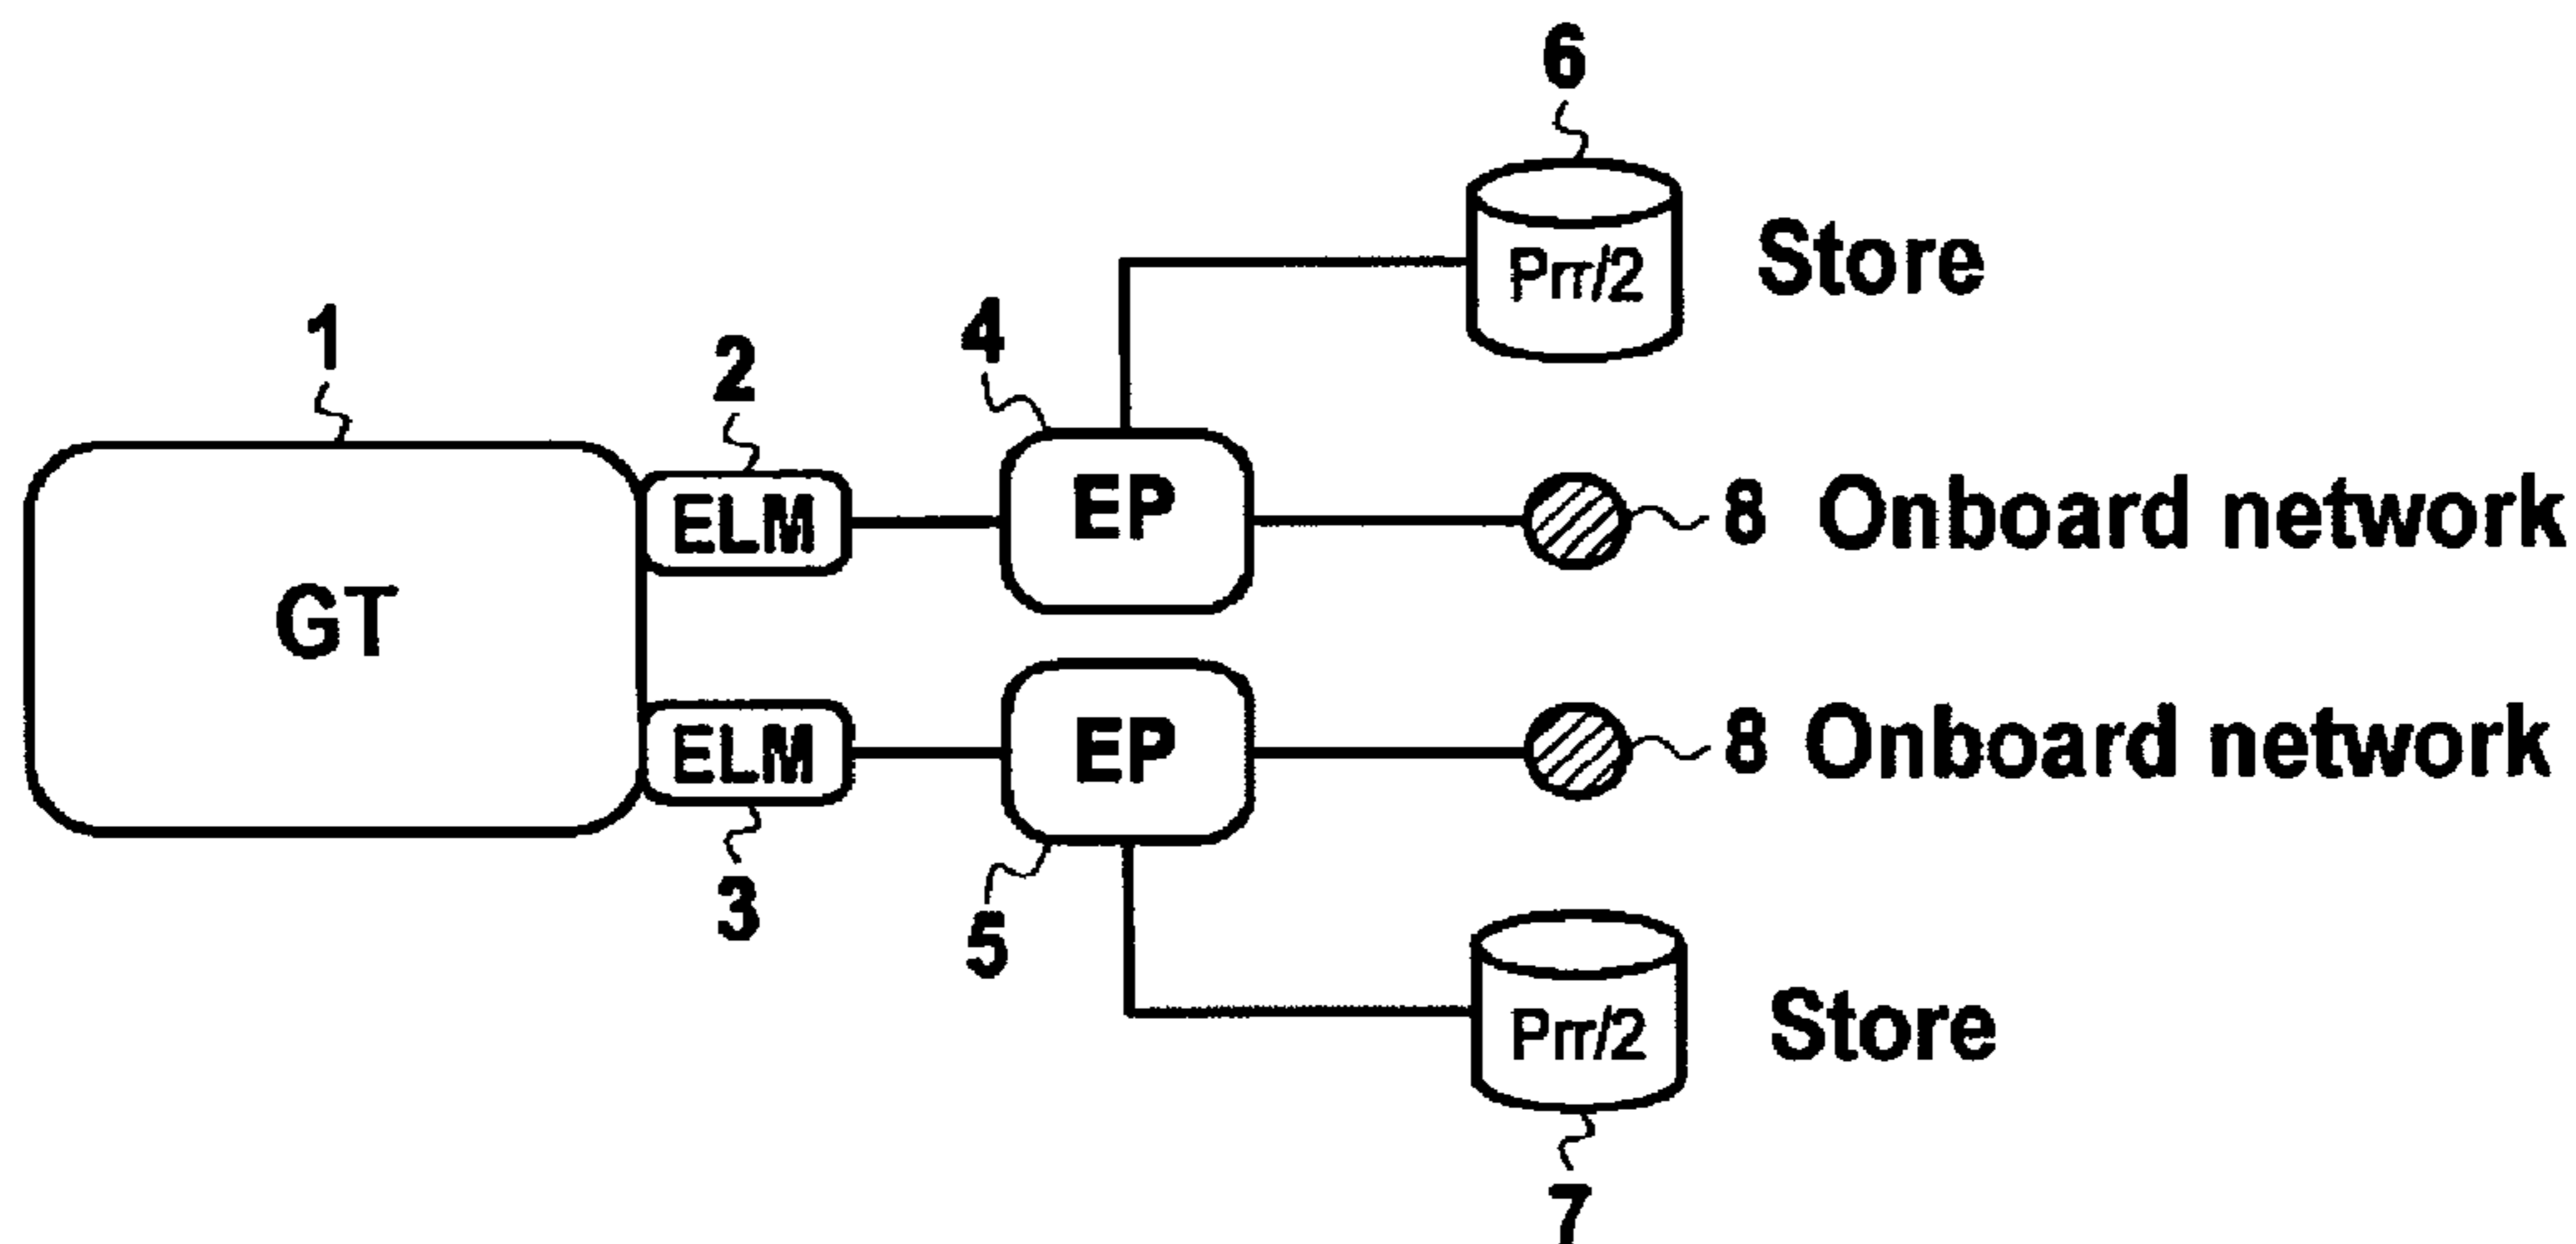 6
Prr/2 Store
1
2
4
ELM
EP
8 Onboard network
GT
ELM
EP
8 Onboard network
3
5
Prr/2 Store
7